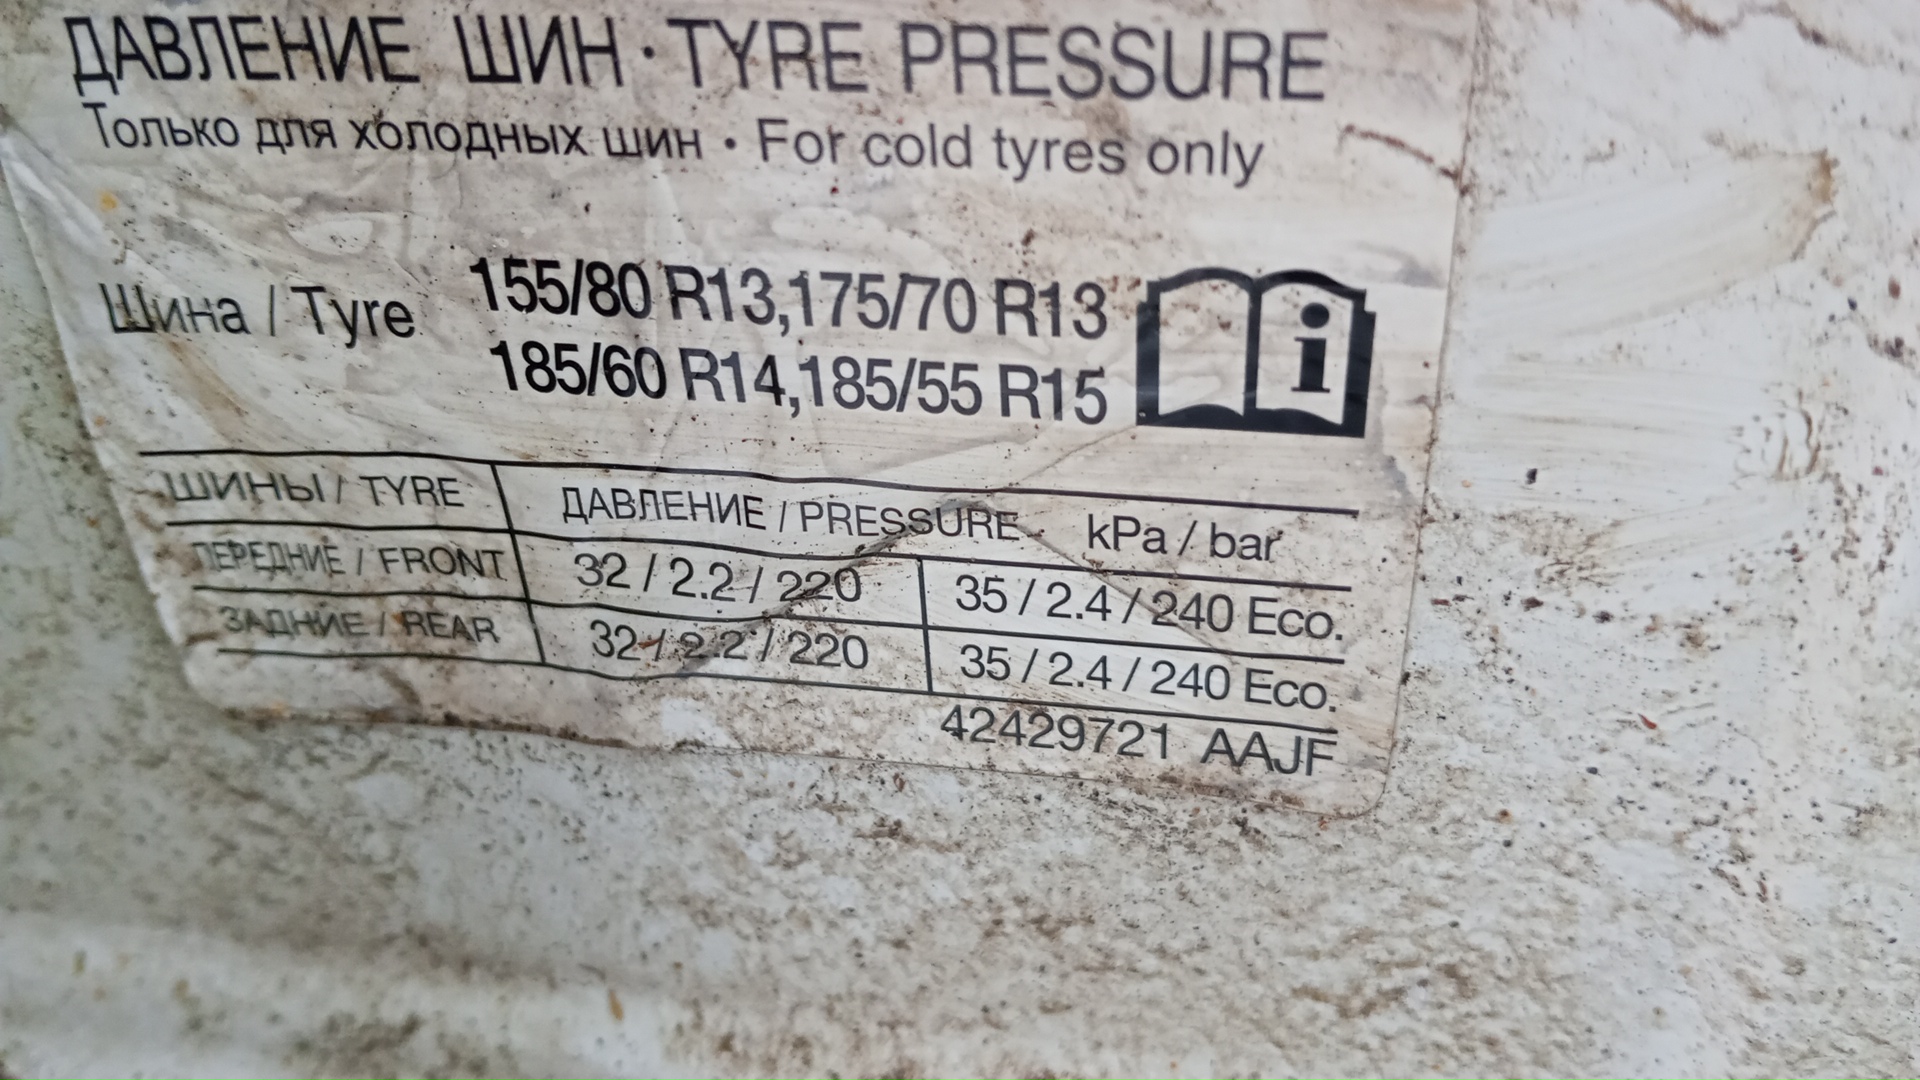 ДАВЛЕНИЕ ШИН · TYRE PRESSURE
Только для холодных шин · For cold tyres only
Шина / Tyre 155/80 R13,175/70 R13
185/60 R14,185/55 R15
ШИНЫ / TYRE ДАВЛЕНИЕ / PRESSURE kPa / bar
ПЕРЕДНИЕ / FRONT 32 / 2.2 / 220 35 / 2.4 / 240 Eco.
ЗАДНИЕ / REAR 32 / 2.2 / 220 35 / 2.4 / 240 Eco.
42429721 AAJF